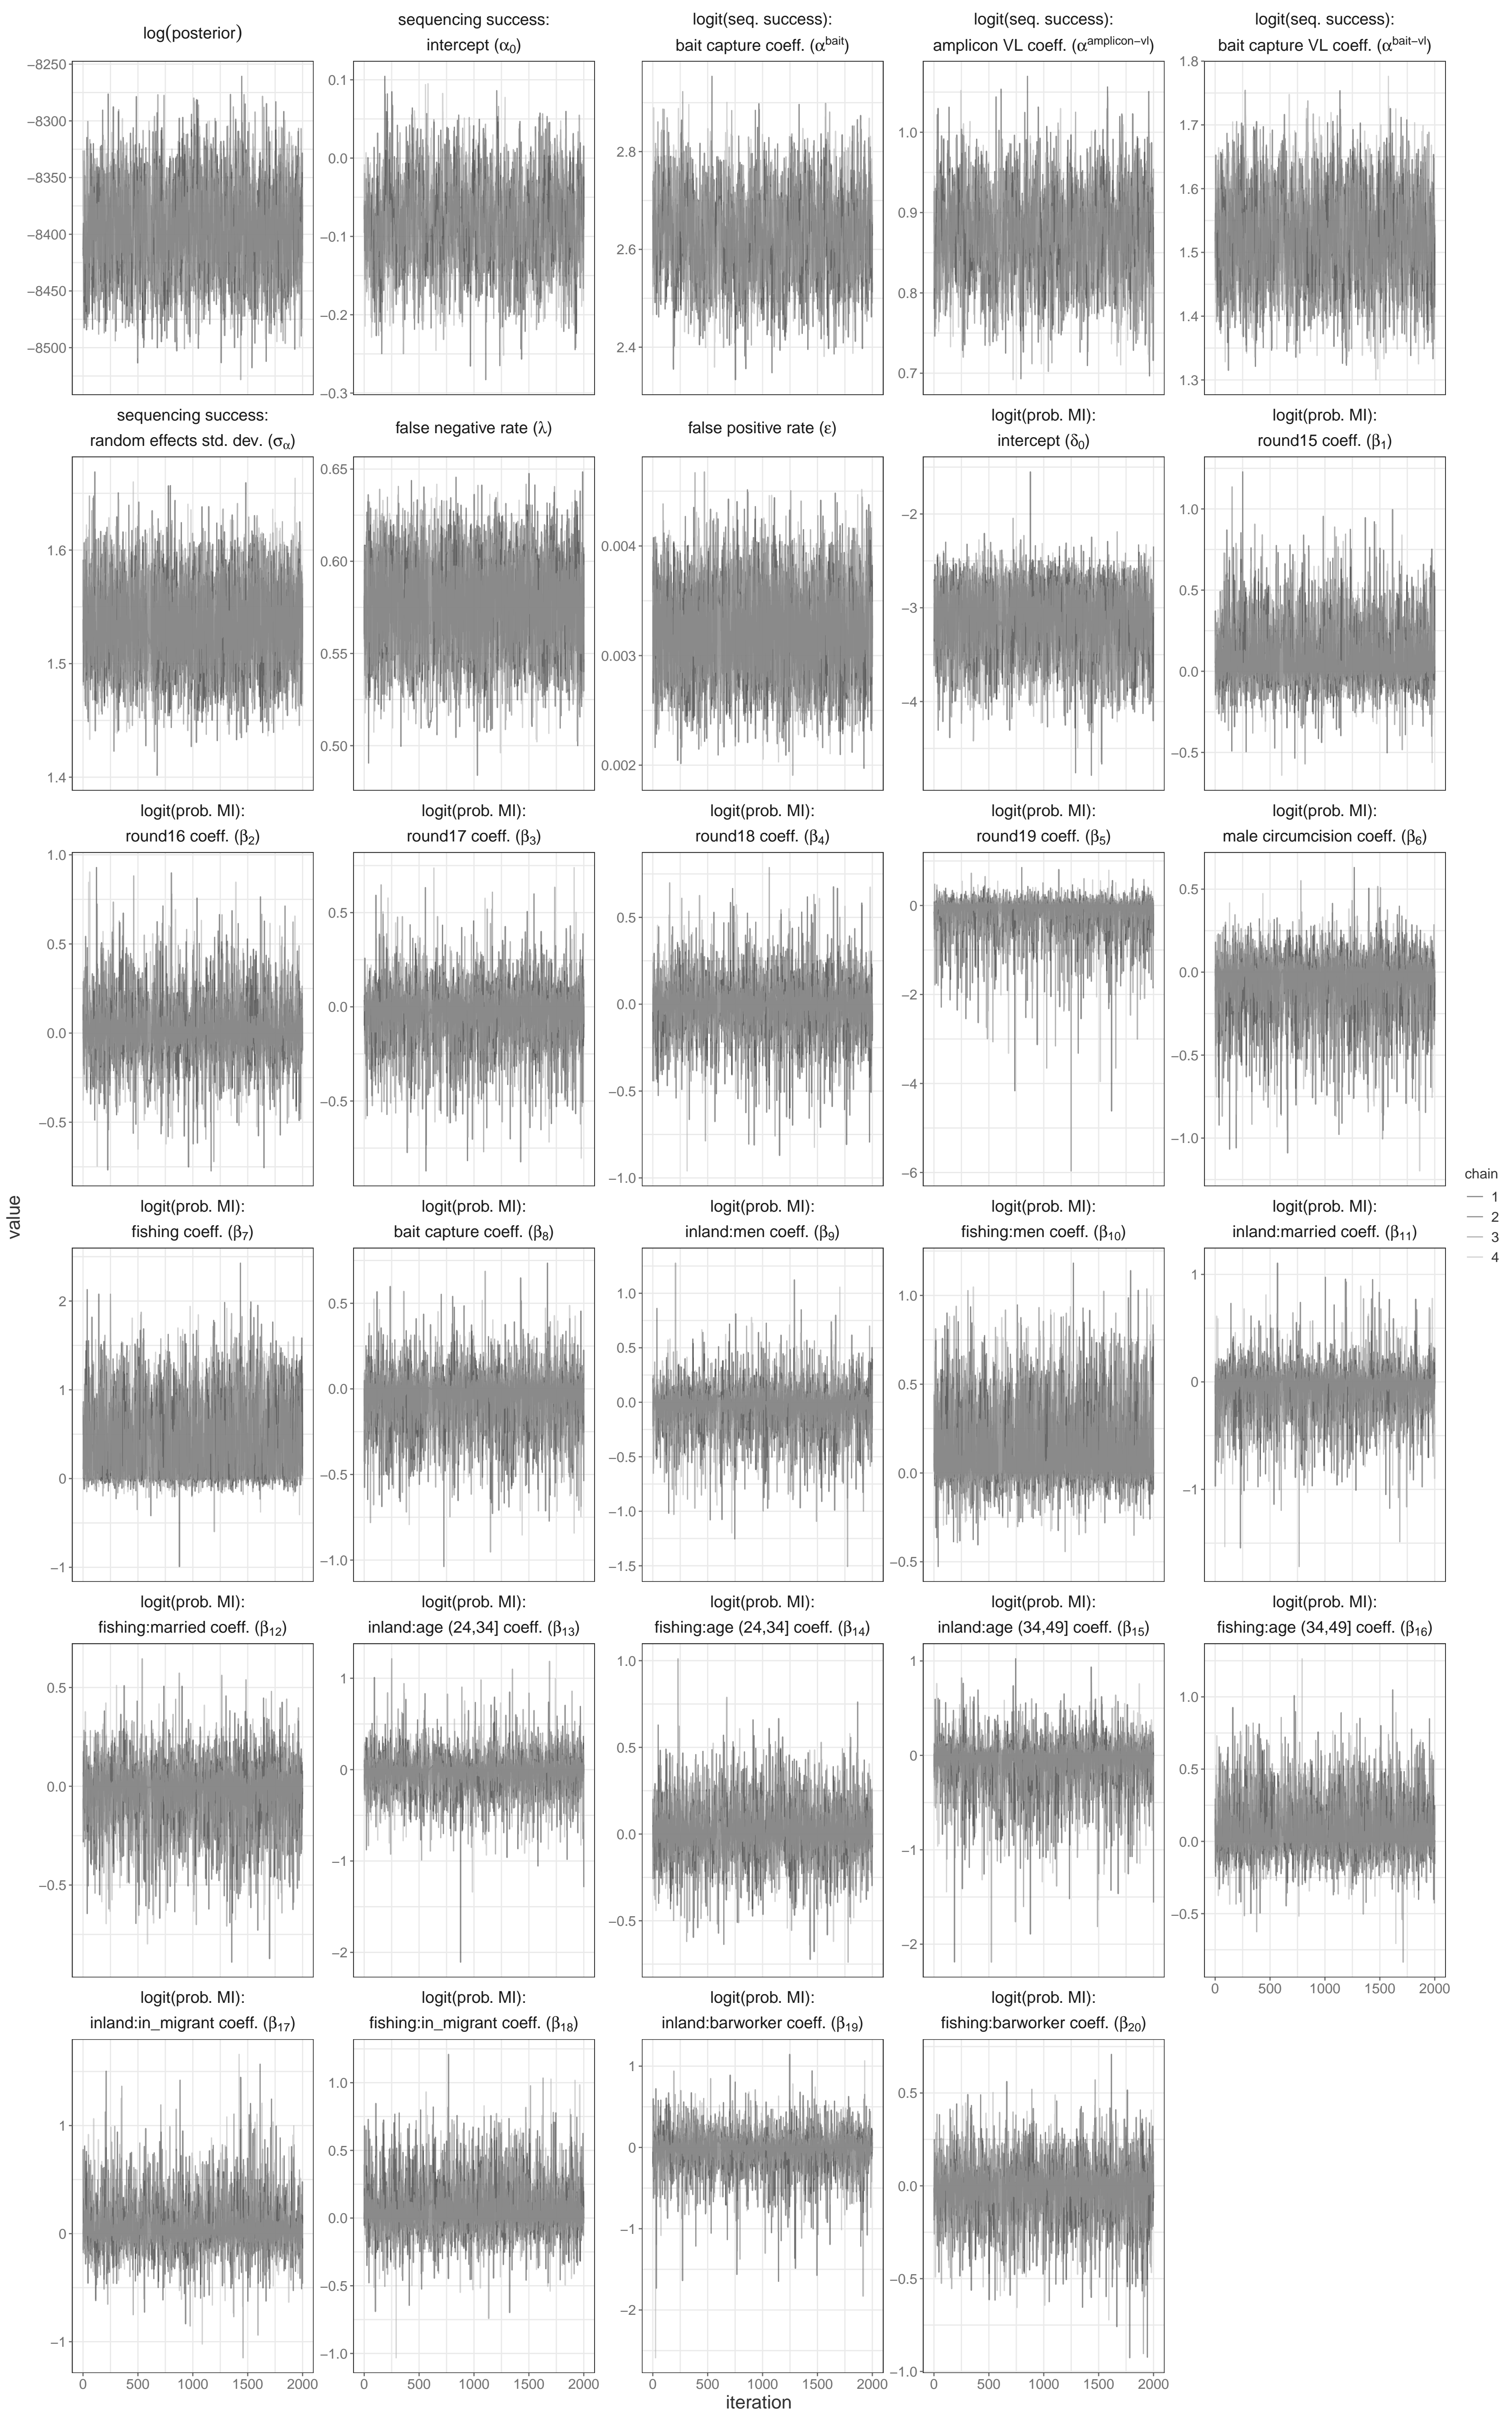 log(posterior)
sequencing success:
intercept (α0)
logit(seq. success):
bait capture coeff. (α^bait)
logit(seq. success):
amplicon VL coeff. (α^amplicon−vl)
logit(seq. success):
bait capture VL coeff. (α^bait−vl)
−8250
−8300
−8350
−8400
−8450
−8500
0.1
0.0
−0.1
−0.2
−0.3
2.8
2.6
2.4
1.0
0.9
0.8
0.7
1.8
1.7
1.6
1.5
1.4
1.3
sequencing success:
random effects std. dev. (σα)
false negative rate (λ)
false positive rate (ε)
logit(prob. MI):
intercept (δ0)
logit(prob. MI):
round15 coeff. (β1)
1.6
1.5
1.4
0.65
0.60
0.55
0.50
0.004
0.003
0.002
−2
−3
−4
1.0
0.5
0.0
−0.5
logit(prob. MI):
round16 coeff. (β2)
logit(prob. MI):
round17 coeff. (β3)
logit(prob. MI):
round18 coeff. (β4)
logit(prob. MI):
round19 coeff. (β5)
logit(prob. MI):
male circumcision coeff. (β6)
1.0
0.5
0.0
−0.5
0.5
0.0
−0.5
0.5
0.0
−0.5
−1.0
0
−2
−4
−6
0.5
0.0
−0.5
−1.0
value
chain
1
2
3
4
logit(prob. MI):
fishing coeff. (β7)
logit(prob. MI):
bait capture coeff. (β8)
logit(prob. MI):
inland:men coeff. (β9)
logit(prob. MI):
fishing:men coeff. (β10)
logit(prob. MI):
inland:married coeff. (β11)
2
1
0
−1
0.5
0.0
−0.5
−1.0
1.0
0.5
0.0
−0.5
−1.0
−1.5
1.0
0.5
0.0
−0.5
1
0
−1
logit(prob. MI):
fishing:married coeff. (β12)
logit(prob. MI):
inland:age (24,34] coeff. (β13)
logit(prob. MI):
fishing:age (24,34] coeff. (β14)
logit(prob. MI):
inland:age (34,49] coeff. (β15)
logit(prob. MI):
fishing:age (34,49] coeff. (β16)
0.5
0.0
−0.5
1
0
−1
−2
1.0
0.5
0.0
−0.5
1
0
−1
−2
1.0
0.5
0.0
−0.5
0 500 1000 1500 2000
logit(prob. MI):
inland:in_migrant coeff. (β17)
logit(prob. MI):
fishing:in_migrant coeff. (β18)
logit(prob. MI):
inland:barworker coeff. (β19)
logit(prob. MI):
fishing:barworker coeff. (β20)
1
0
−1
1.0
0.5
0.0
−0.5
−1.0
1
0
−1
−2
0.5
0.0
−0.5
−1.0
0 500 1000 1500 2000
0 500 1000 1500 2000
0 500 1000 1500 2000
0 500 1000 1500 2000
iteration